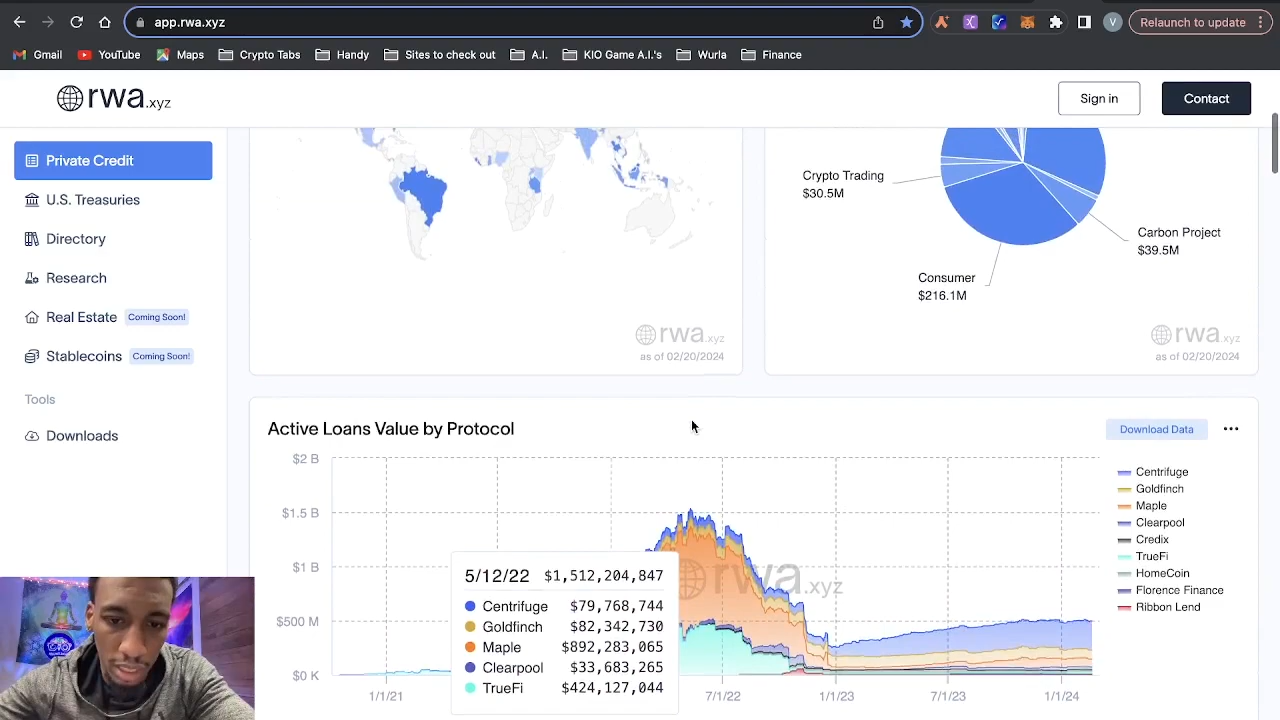 app.rwa.xyz
V
Relaunch to update
Gmail
YouTube
Maps
Crypto Tabs
Handy
Sites to check out
A.I.
KIO Game A.I.'s
Wurla
Finance
rwa.xyz
Sign in
Contact
Private Credit
U.S. Treasuries
Directory
Research
Real Estate Coming Soon!
Stablecoins Coming Soon!
Tools
Downloads
rwa.xyz
as of 02/20/2024
Crypto Trading
$30.5M
Carbon Project
$39.5M
Consumer
$216.1M
rwa.xyz
as of 02/20/2024
Active Loans Value by Protocol
Download Data
$2 B
$1.5 B
$1 B
$500 M
$0 K
1/1/21
7/1/22
1/1/23
7/1/23
1/1/24
rwa.xyz
5/12/22 $1,512,204,847
Centrifuge $79,768,744
Goldfinch $82,342,730
Maple $892,283,065
Clearpool $33,683,265
TrueFi $424,127,044
Centrifuge
Goldfinch
Maple
Clearpool
Credix
TrueFi
HomeCoin
Florence Finance
Ribbon Lend